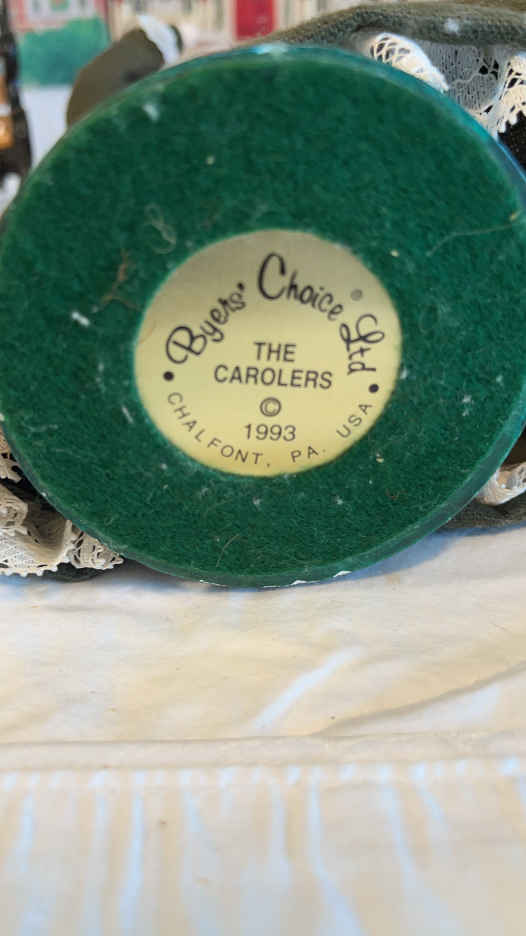 Byers' Choice Ltd
®
THE
CAROLERS
©
1993
CHALFONT, PA. USA